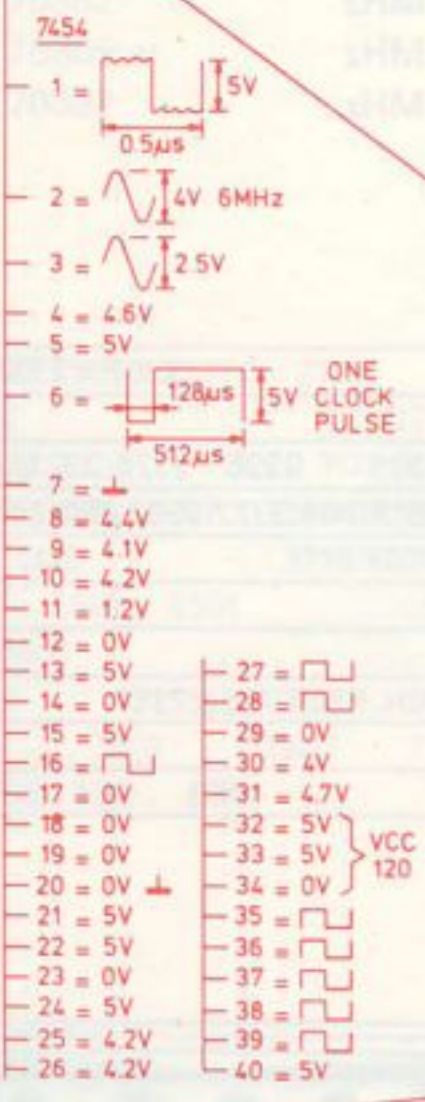 7454
1 =
5V
0.5µs
2 = 4V 6MHz
3 = 2.5V
4 = 4.6V
5 = 5V
6 = 128µs 5V ONE CLOCK PULSE
512µs
7 =
8 = 4.4V
9 = 4.1V
10 = 4.2V
11 = 1.2V
12 = 0V
13 = 5V
14 = 0V
15 = 5V
16 =
17 = 0V
18 = 0V
19 = 0V
20 = 0V
21 = 5V
22 = 5V
23 = 0V
24 = 5V
25 = 4.2V
26 = 4.2V
27 =
28 =
29 = 0V
30 = 4V
31 = 4.7V
32 = 5V
33 = 5V
34 = 0V
VCC
120
35 =
36 =
37 =
38 =
39 =
40 = 5V